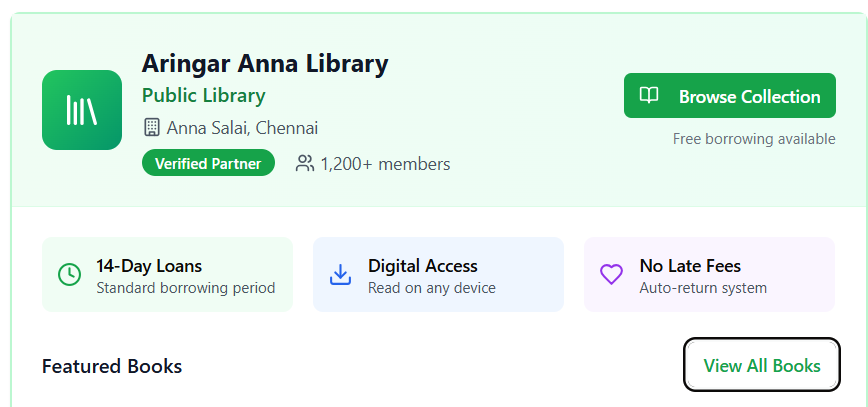 Aringar Anna Library
Public Library
Anna Salai, Chennai
Verified Partner
1,200+ members
Browse Collection
Free borrowing available
14-Day Loans
Standard borrowing period
Digital Access
Read on any device
No Late Fees
Auto-return system
Featured Books
View All Books